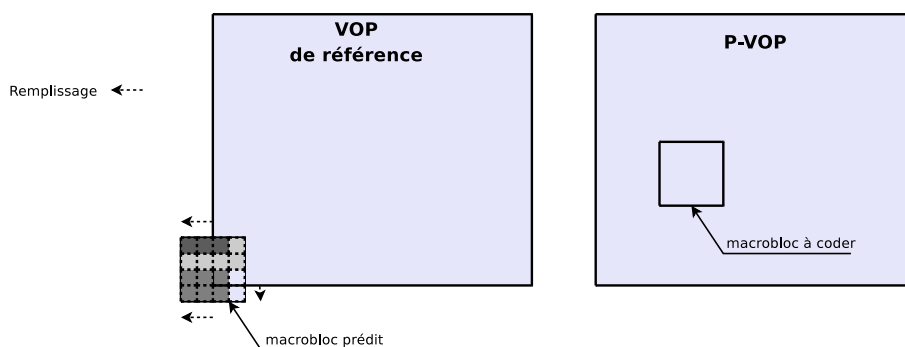 VOP
de référence
P-VOP
Remplissage
macrobloc à coder
macrobloc prédit